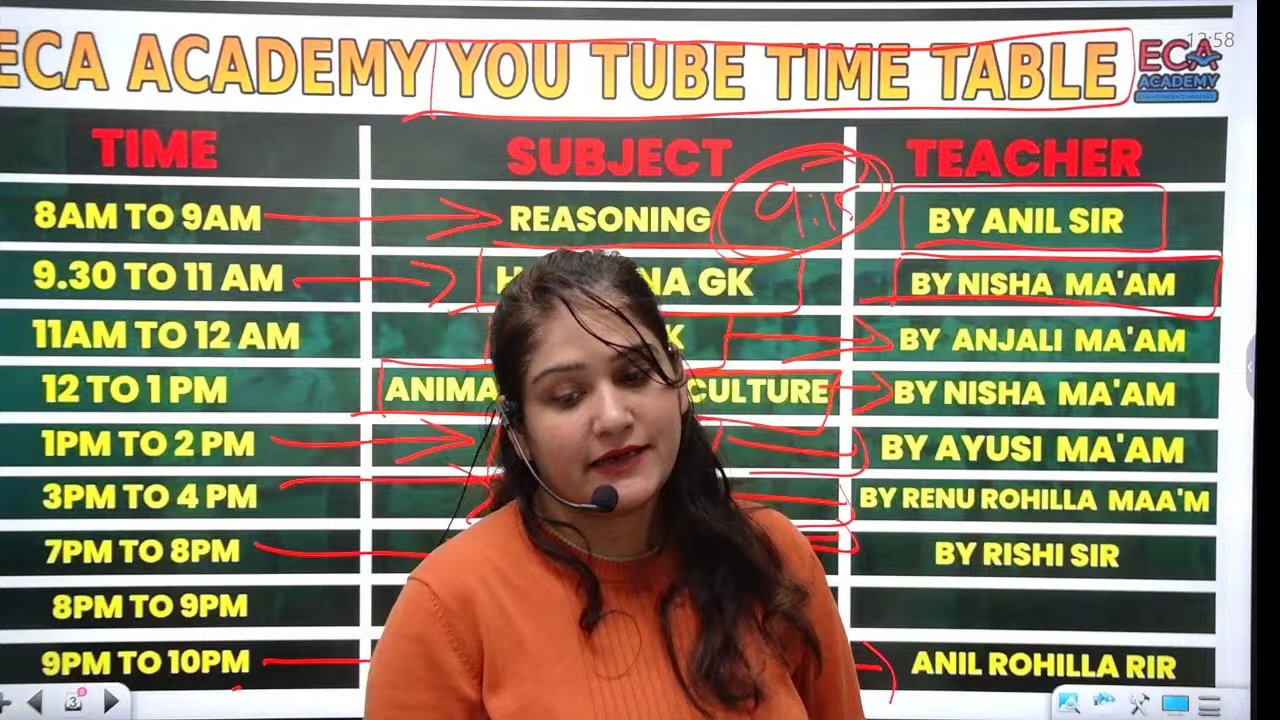 ECA ACADEMY YOU TUBE TIME TABLE
12:58
ECA
ACADEMY
TIME SUBJECT TEACHER
8AM TO 9AM REASONING 9:15 BY ANIL SIR
9.30 TO 11 AM GK BY NISHA MA'AM
11AM TO 12 AM BY ANJALI MA'AM
12 TO 1 PM CULTURE BY NISHA MA'AM
1PM TO 2 PM BY AYUSI MA'AM
3PM TO 4 PM BY RENU ROHILLA MAA'M
7PM TO 8PM BY RISHI SIR
8PM TO 9PM
9PM TO 10PM ANIL ROHILLA RIR
3